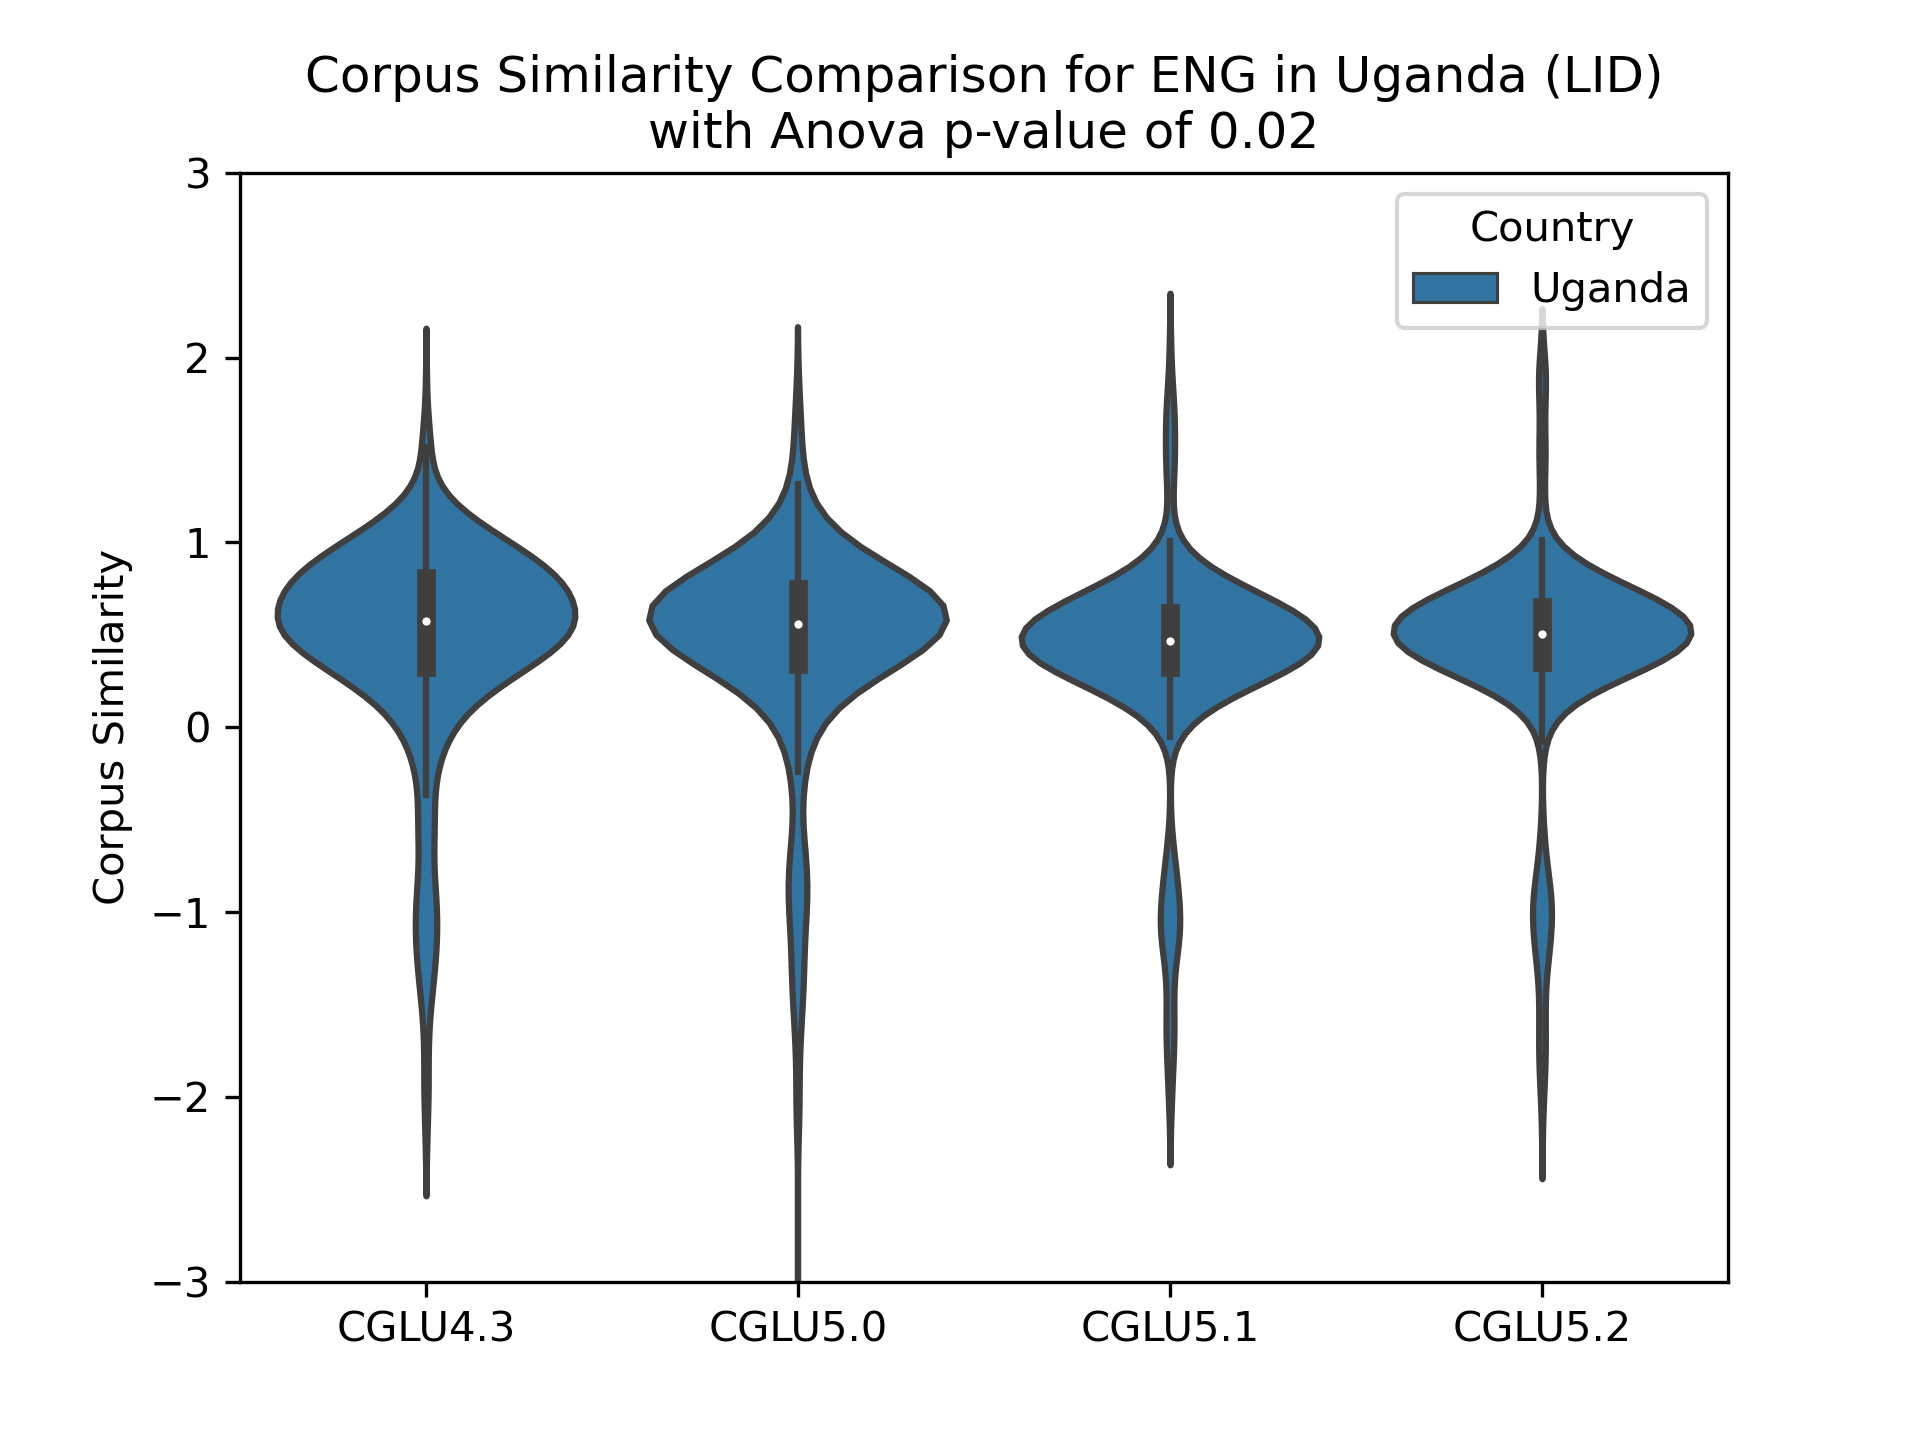 Corpus Similarity Comparison for ENG in Uganda (LID)
with Anova p-value of 0.02
Country
Uganda
Corpus Similarity
3
2
1
0
−1
−2
−3
CGLU4.3
CGLU5.0
CGLU5.1
CGLU5.2